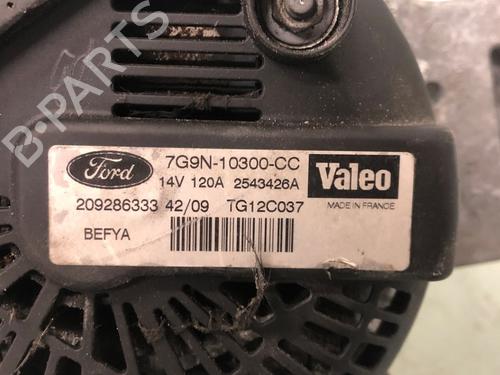 B-PARTS
Ford
7G9N-10300-CC
14V 120A 2543426A
Valeo
MADE IN FRANCE
209286333 42/09 TG12C037
BEFYA